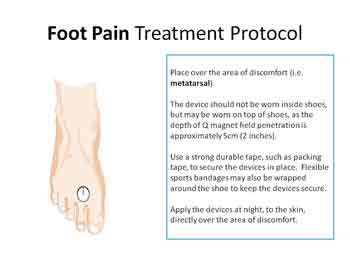 Foot Pain Treatment Protocol
Place over the area of discomfort (i.e.
metatarsal).
The device should not be worn inside shoes,
but may be worn on top of shoes, as the
depth of Q magnet field penetration is
approximately 5cm (2 inches).
Use a strong durable tape, such as packing
tape, to secure the devices in place. Flexible
sports bandages may also be wrapped
around the shoe to keep the devices secure.
Apply the devices at night, to the skin,
directly over the area of discomfort.